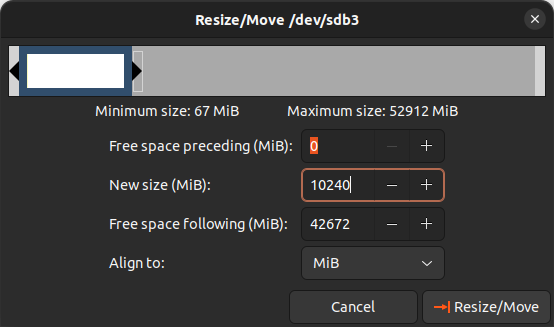 Resize/Move /dev/sdb3
Minimum size: 67 MiB Maximum size: 52912 MiB
Free space preceding (MiB): 0
New size (MiB): 10240
Free space following (MiB): 42672
Align to: MiB
Cancel Resize/Move